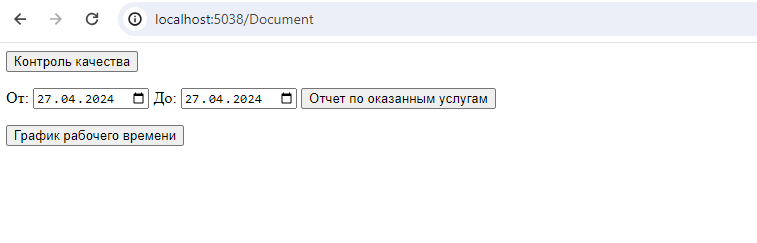 localhost:5038/Document
Контроль качества
От: 27.04.2024 До: 27.04.2024 Отчет по оказанным услугам
График рабочего времени